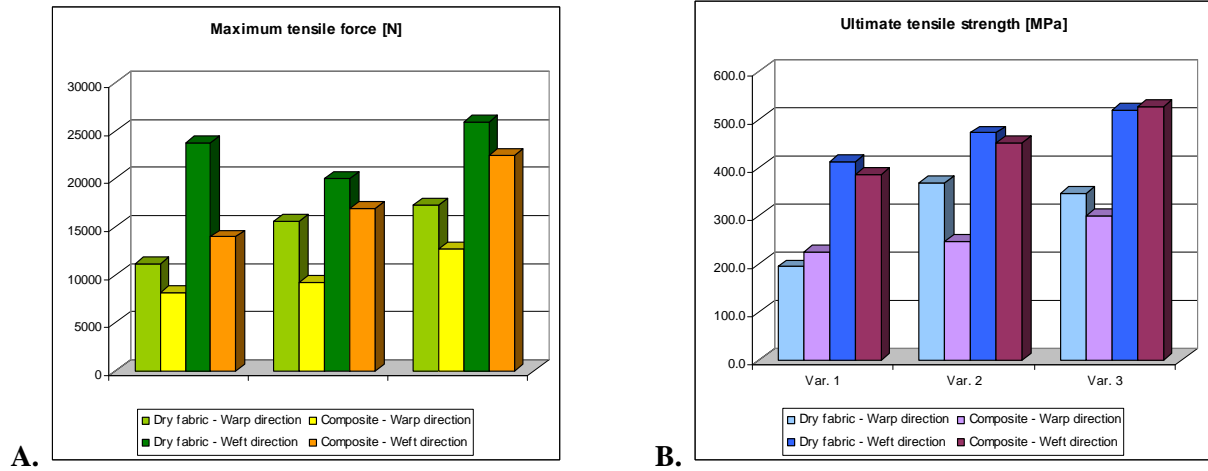 Maximum tensile force [N]
30000
25000
20000
15000
10000
5000
0
Dry fabric - Warp direction Composite - Warp direction
Dry fabric - Weft direction Composite - Weft direction
A.
Ultimate tensile strength [MPa]
600.0
500.0
400.0
300.0
200.0
100.0
0.0
Var. 1 Var. 2 Var. 3
Dry fabric - Warp direction Composite - Warp direction
Dry fabric - Weft direction Composite - Weft direction
B.